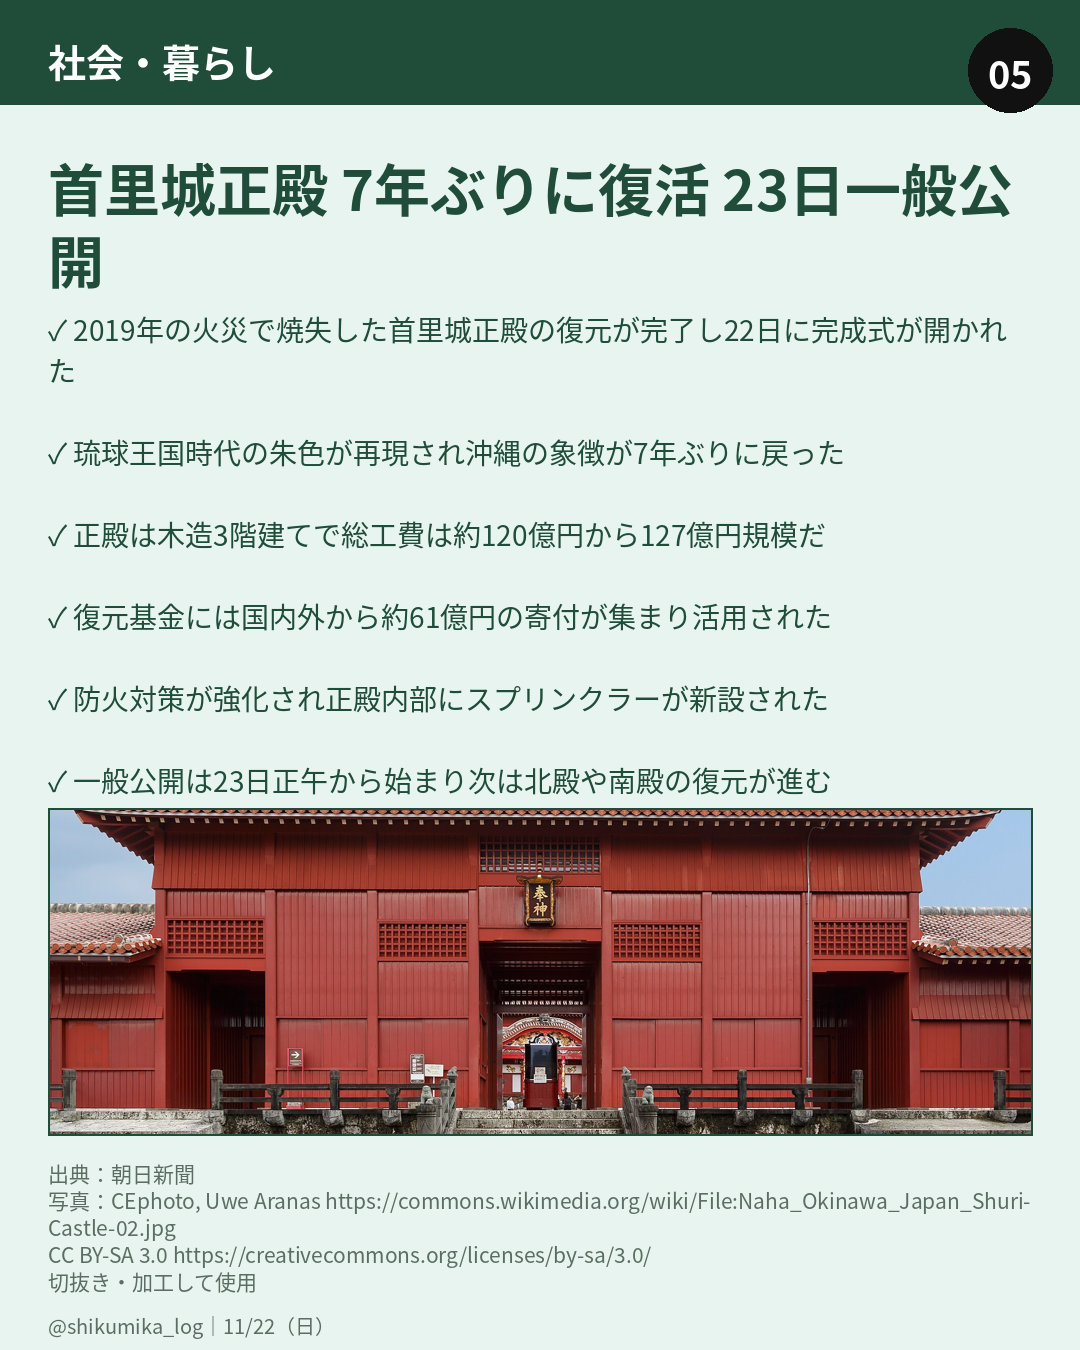 社会・暮らし
05
首里城正殿 7年ぶりに復活 23日一般公
開
✓2019年の火災で焼失した首里城正殿の復元が完了し22日に完成式が開かれ
た
✓琉球王国時代の朱色が再現され沖縄の象徴が7年ぶりに戻った
✓正殿は木造3階建てで総工費は約120億円から127億円規模だ
✓復元基金には国内外から約61億円の寄付が集まり活用された
✓防火対策が強化され正殿内部にスプリンクラーが新設された
✓一般公開は23日正午から始まり次は北殿や南殿の復元が進む
奉神
出典：朝日新聞
写真：CEphoto, Uwe Aranas https://commons.wikimedia.org/wiki/File:Naha_Okinawa_Japan_Shuri-
Castle-02.jpg
CC BY-SA 3.0 https://creativecommons.org/licenses/by-sa/3.0/
切抜き・加工して使用
@shikumika_log｜11/22（日）